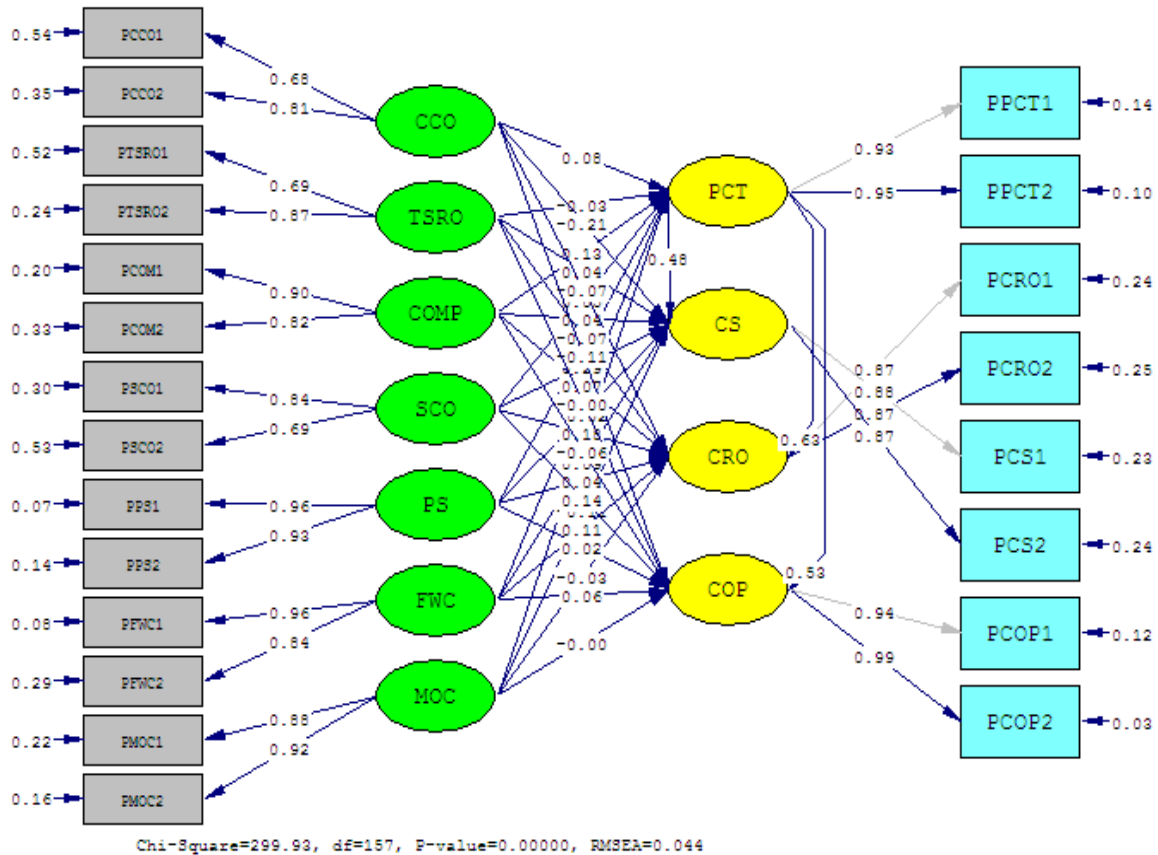 0.54 PCCO1
0.35 PCCO2
0.52 PTSRO1
0.24 PTSRO2
0.20 PCOM1
0.33 PCOM2
0.30 PSCO1
0.53 PSCO2
0.07 PPS1
0.14 PPS2
0.08 PFWC1
0.29 PFWC2
0.22 PMOC1
0.16 PMOC2
0.68
0.81
0.69
0.87
0.90
0.82
0.84
0.69
0.96
0.93
0.96
0.84
0.88
0.92
CCO
TSRO
COMP
SCO
PS
FWC
MOC
0.08
-0.03
-0.21
0.13
0.04
-0.07
0.04
-0.07
-0.11
-0.00
-0.06
0.04
0.14
0.11
0.02
-0.03
0.06
-0.00
PCT
CS
CRO
COP
0.48
0.63
0.53
0.93
0.95
0.87
0.88
0.87
0.87
0.94
0.99
PPCT1 0.14
PPCT2 0.10
PCRO1 0.24
PCRO2 0.25
PCS1 0.23
PCS2 0.24
PCOP1 0.12
PCOP2 0.03
Chi-Square=299.93, df=157, P-value=0.00000, RMSEA=0.044